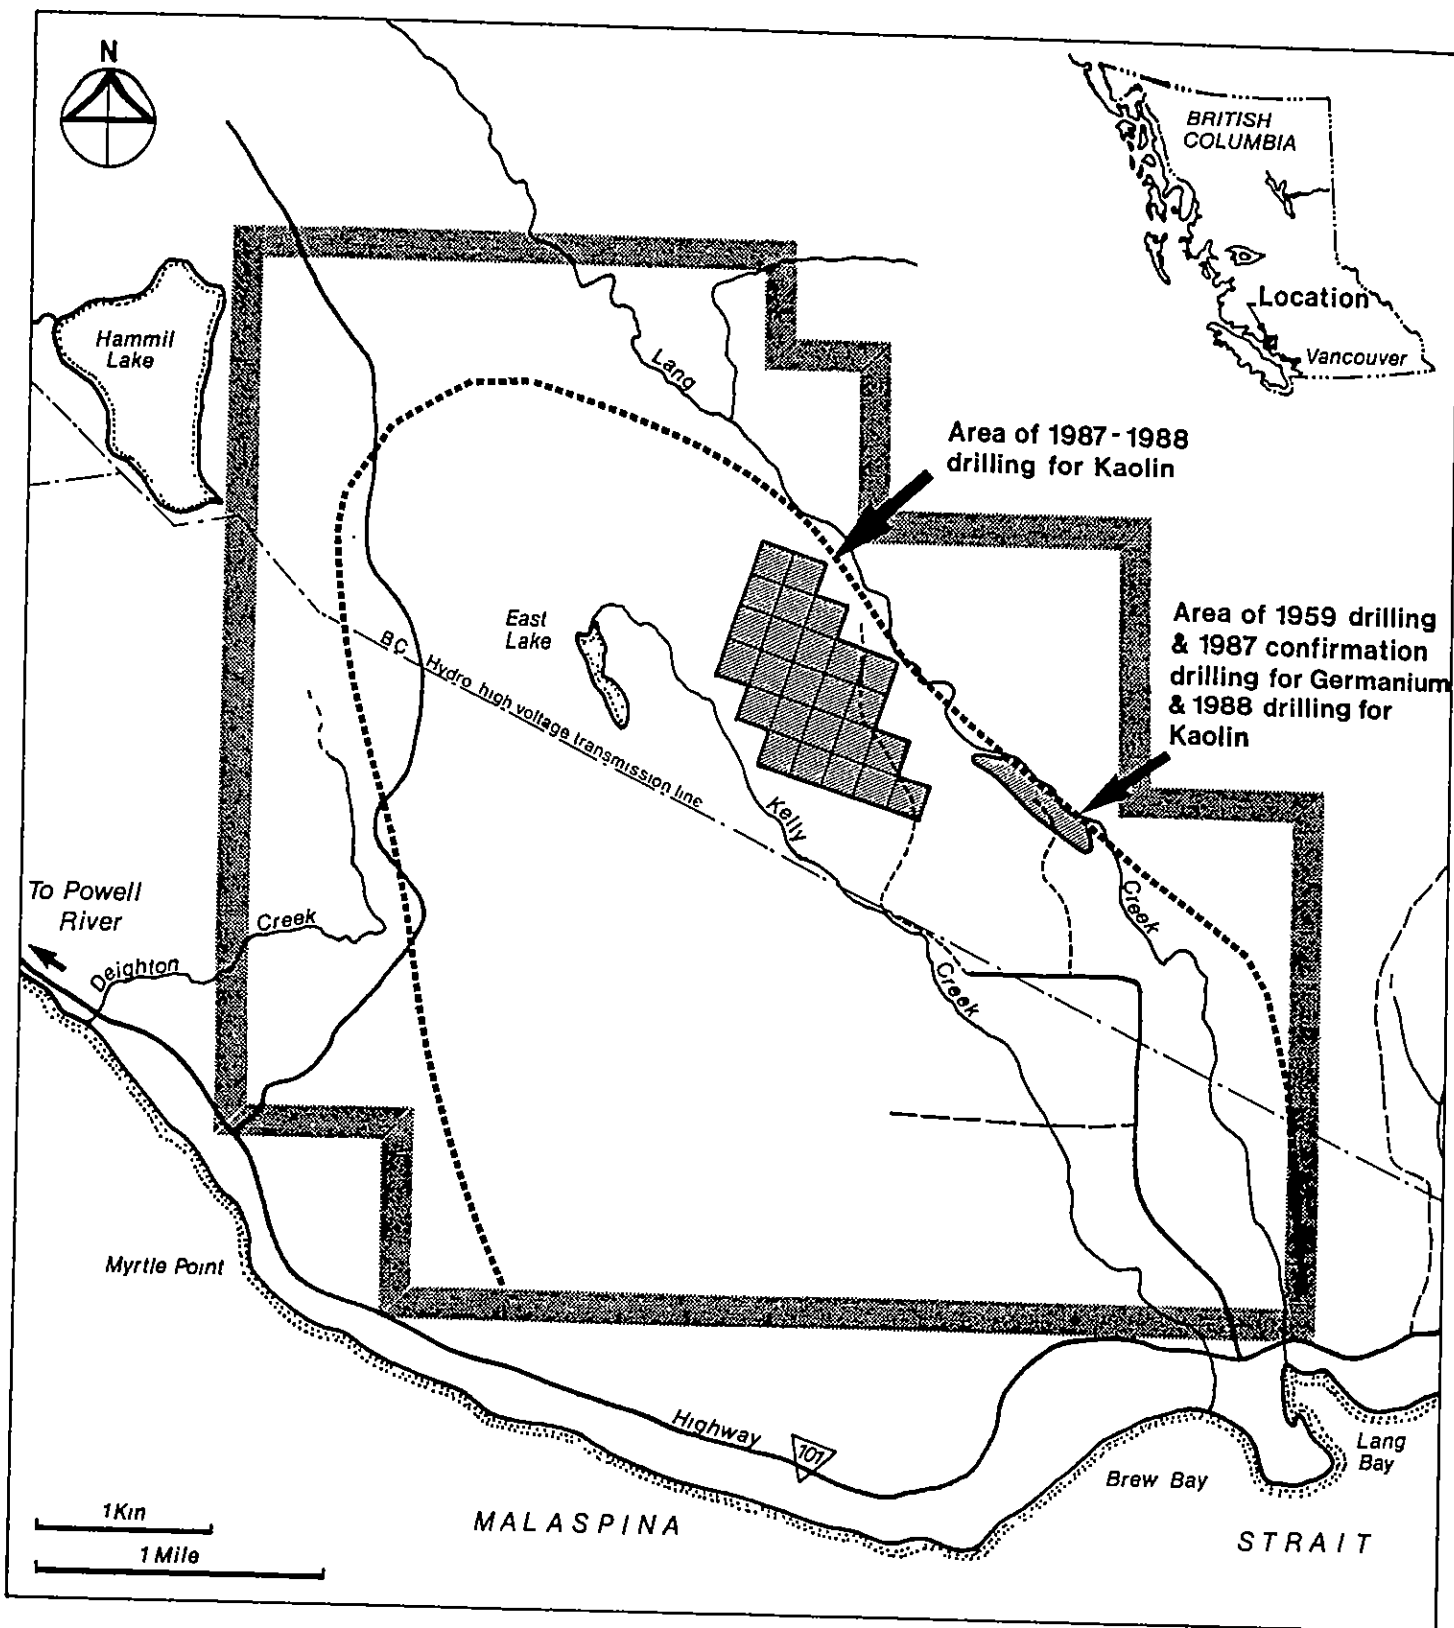 N
BRITISH
COLUMBIA
Location
Vancouver
Hammil
Lake
Lang
Area of 1987-1988
drilling for Kaolin
East
Lake
Area of 1959 drilling
& 1987 confirmation
drilling for Germanium
& 1988 drilling for
Kaolin
B.C. Hydro high voltage transmission line
Kelly
To Powell
River
Creek
Deighton
Creek
Creek
Myrtle Point
Highway
101
Lang
Bay
Brew Bay
1Km
1 Mile
MALASPINA
STRAIT